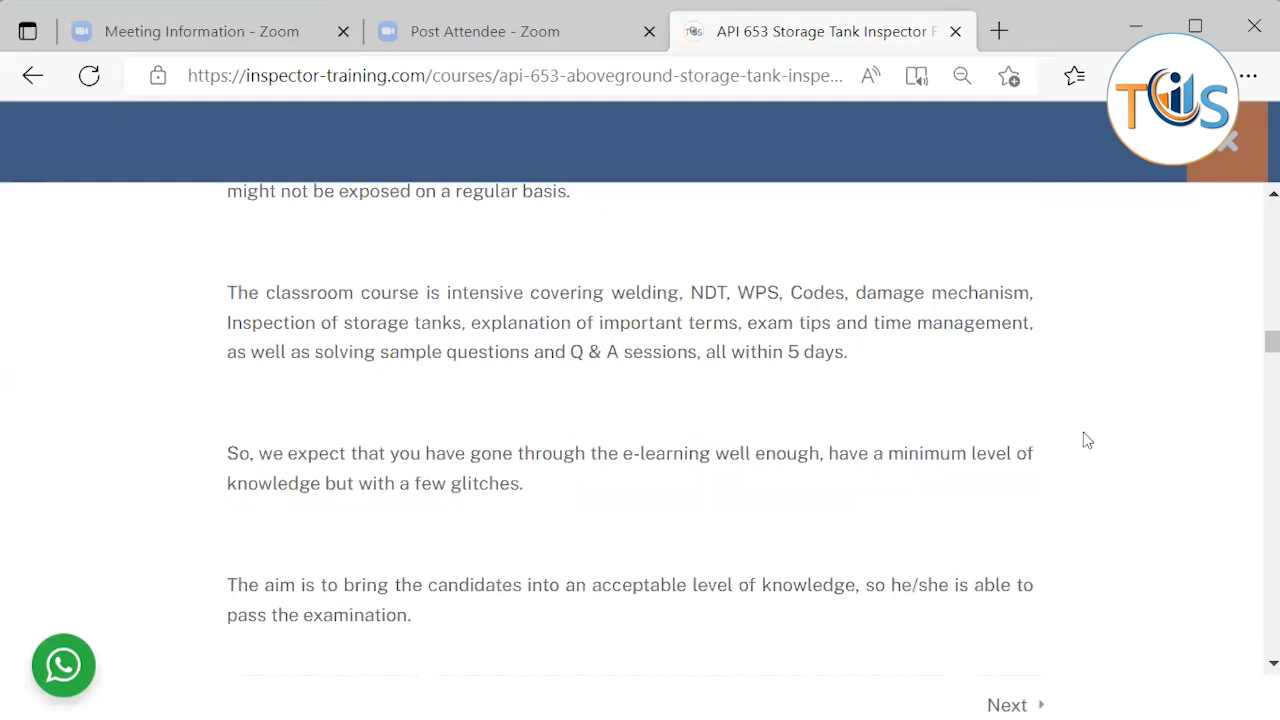 Meeting Information - Zoom
Post Attendee - Zoom
API 653 Storage Tank Inspector F
https://inspector-training.com/courses/api-653-aboveground-storage-tank-inspe...
TIS
might not be exposed on a regular basis.
The classroom course is intensive covering welding, NDT, WPS, Codes, damage mechanism,
Inspection of storage tanks, explanation of important terms, exam tips and time management,
as well as solving sample questions and Q & A sessions, all within 5 days.
So, we expect that you have gone through the e-learning well enough, have a minimum level of
knowledge but with a few glitches.
The aim is to bring the candidates into an acceptable level of knowledge, so he/she is able to
pass the examination.
Next